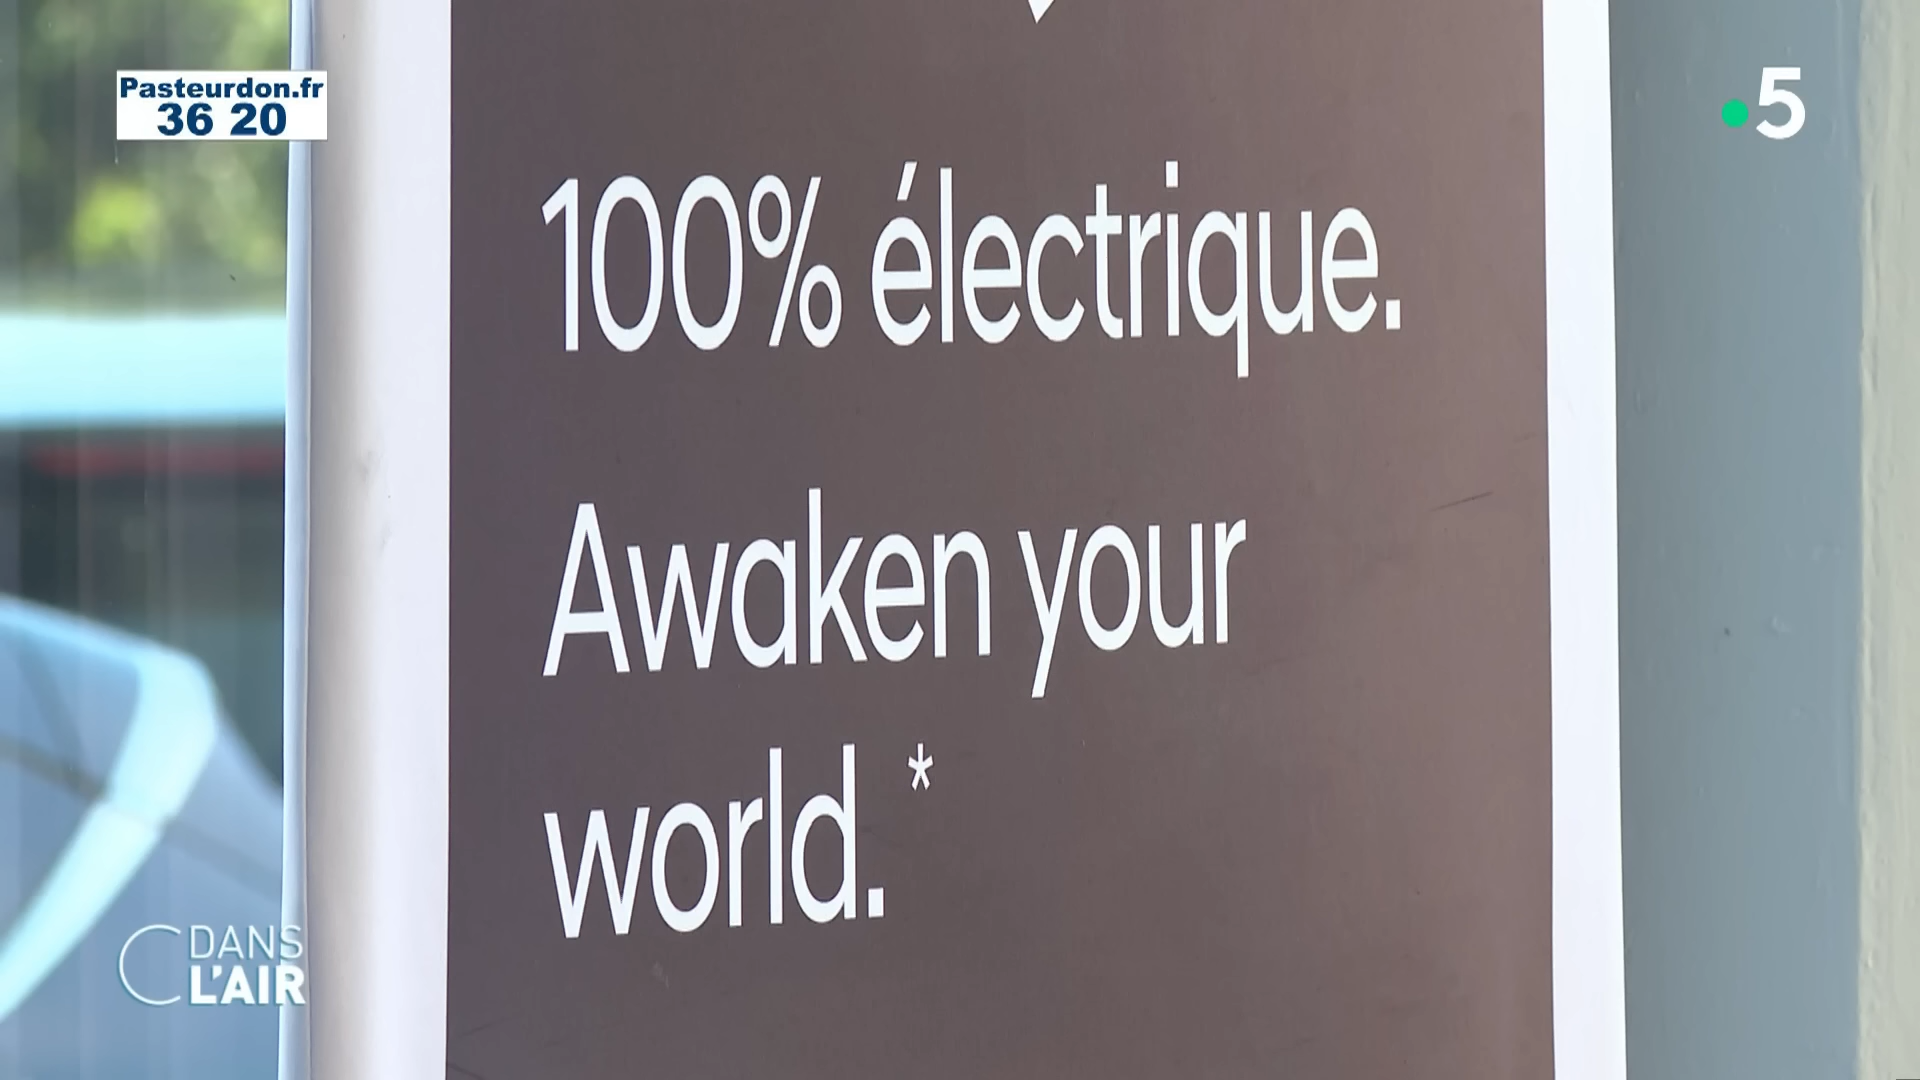 Pasteurdon.fr
36 20
5
100% électrique.
Awaken your
world.*
C DANS
L'AIR